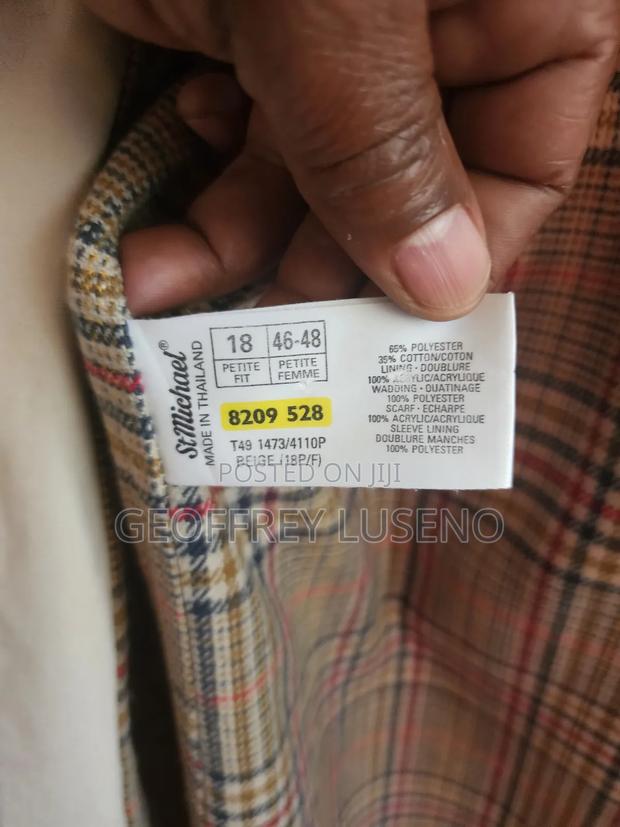 StMichael®
MADE IN THAILAND
18 46-48
PETITE FIT PETITE FEMME
8209 528
T49 1473/4110P
BEIGE (18P/F)
65% POLYESTER
35% COTTON/COTON
LINING · DOUBLURE
100% ACRYLIC/ACRYLIQUE
WADDING · OUATINAGE
100% POLYESTER
SCARF · ECHARPE
100% ACRYLIC/ACRYLIQUE
SLEEVE LINING
DOUBLURE MANCHES
100% POLYESTER
POSTED ON JIJI
GEOFFREY LUSENO